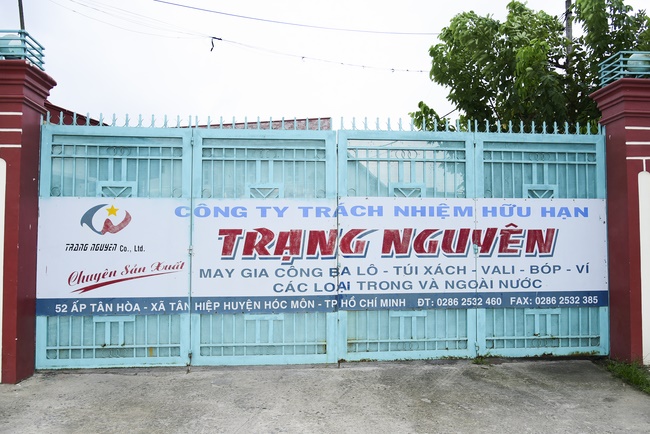 CÔNG TY TRÁCH NHIỆM HỮU HẠN
TRẠNG NGUYÊN Co., Ltd.
TRẠNG NGUYÊN
Chuyên Sản Xuất
MAY GIA CÔNG BA LÔ - TÚI XÁCH - VALI - BÓP - VÍ
CÁC LOẠI TRONG VÀ NGOÀI NƯỚC
52 ẤP TÂN HÒA - XÃ TÂN HIỆP HUYỆN HÓC MÔN - TP HỒ CHÍ MINH ĐT: 0286 2532 460 FAX: 0286 2532 385